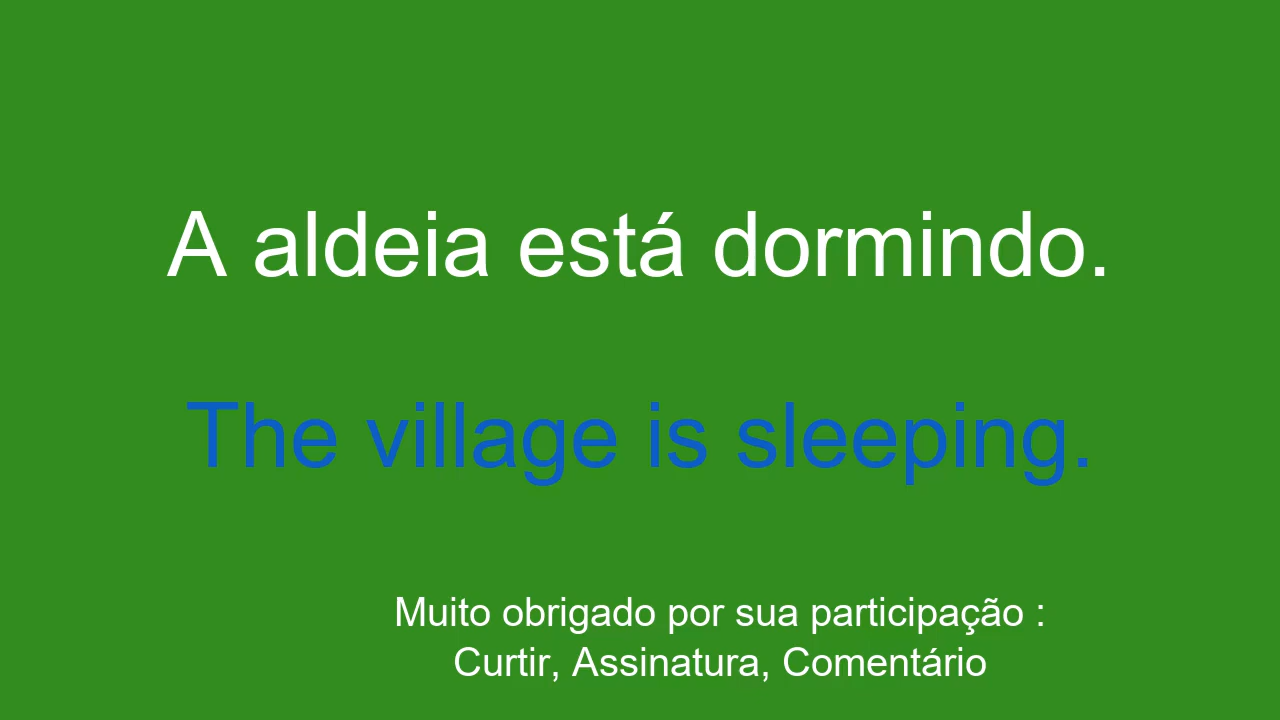 A aldeia está dormindo.
The village is sleeping.
Muito obrigado por sua participação :
Curtir, Assinatura, Comentário